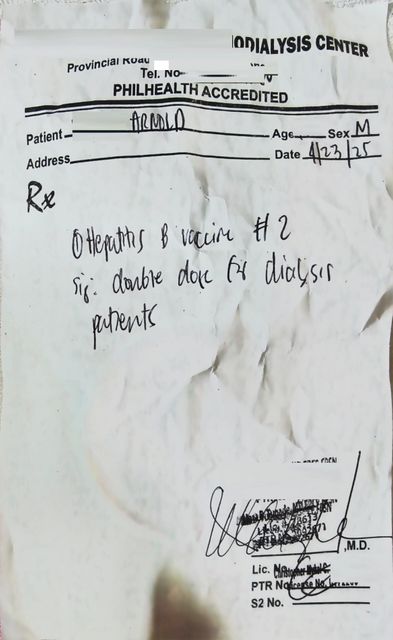 ODIALYSIS CENTER
Provincial Road
Tel. No
PHILHEALTH ACCREDITED
Patient ARNOLD Age Sex M
Address Date 4/23/25
Rx
Hepatitis B vaccine #2
sig: double dose for dialysis
patients
,M.D.
Lic. No
PTR No
S2 No.